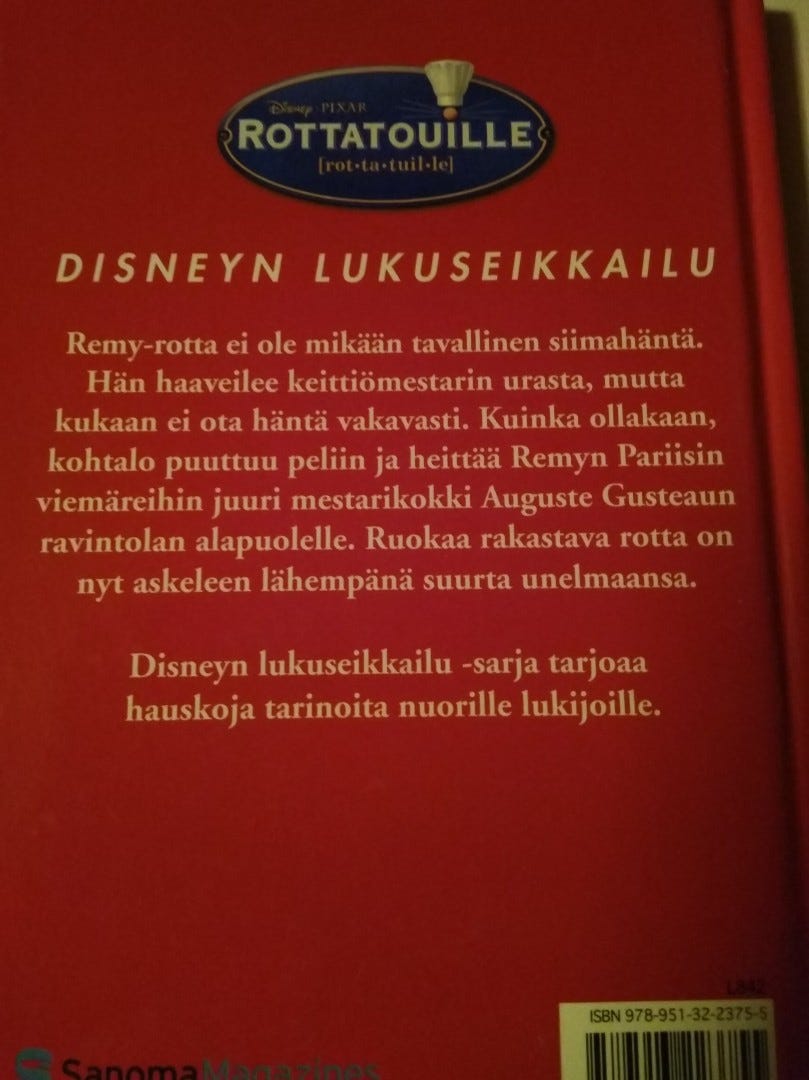 Disney · PIXAR
ROTTATOUILLE
[rot•ta•tuil•le]
DISNEYN LUKUSEIKKAILU
Remy-rotta ei ole mikään tavallinen siimahäntä.
Hän haaveilee keittiömestarin urasta, mutta
kukaan ei ota häntä vakavasti. Kuinka ollakaan,
kohtalo puuttuu peliin ja heittää Remyn Pariisin
viemäreihin juuri mestarikokki Auguste Gusteaun
ravintolan alapuolelle. Ruokaa rakastava rotta on
nyt askeleen lähempänä suurta unelmaansa.
Disneyn lukuseikkailu -sarja tarjoaa
hauskoja tarinoita nuorille lukijoille.
L842
ISBN 978-951-32-2375-5
SanomaMagazines